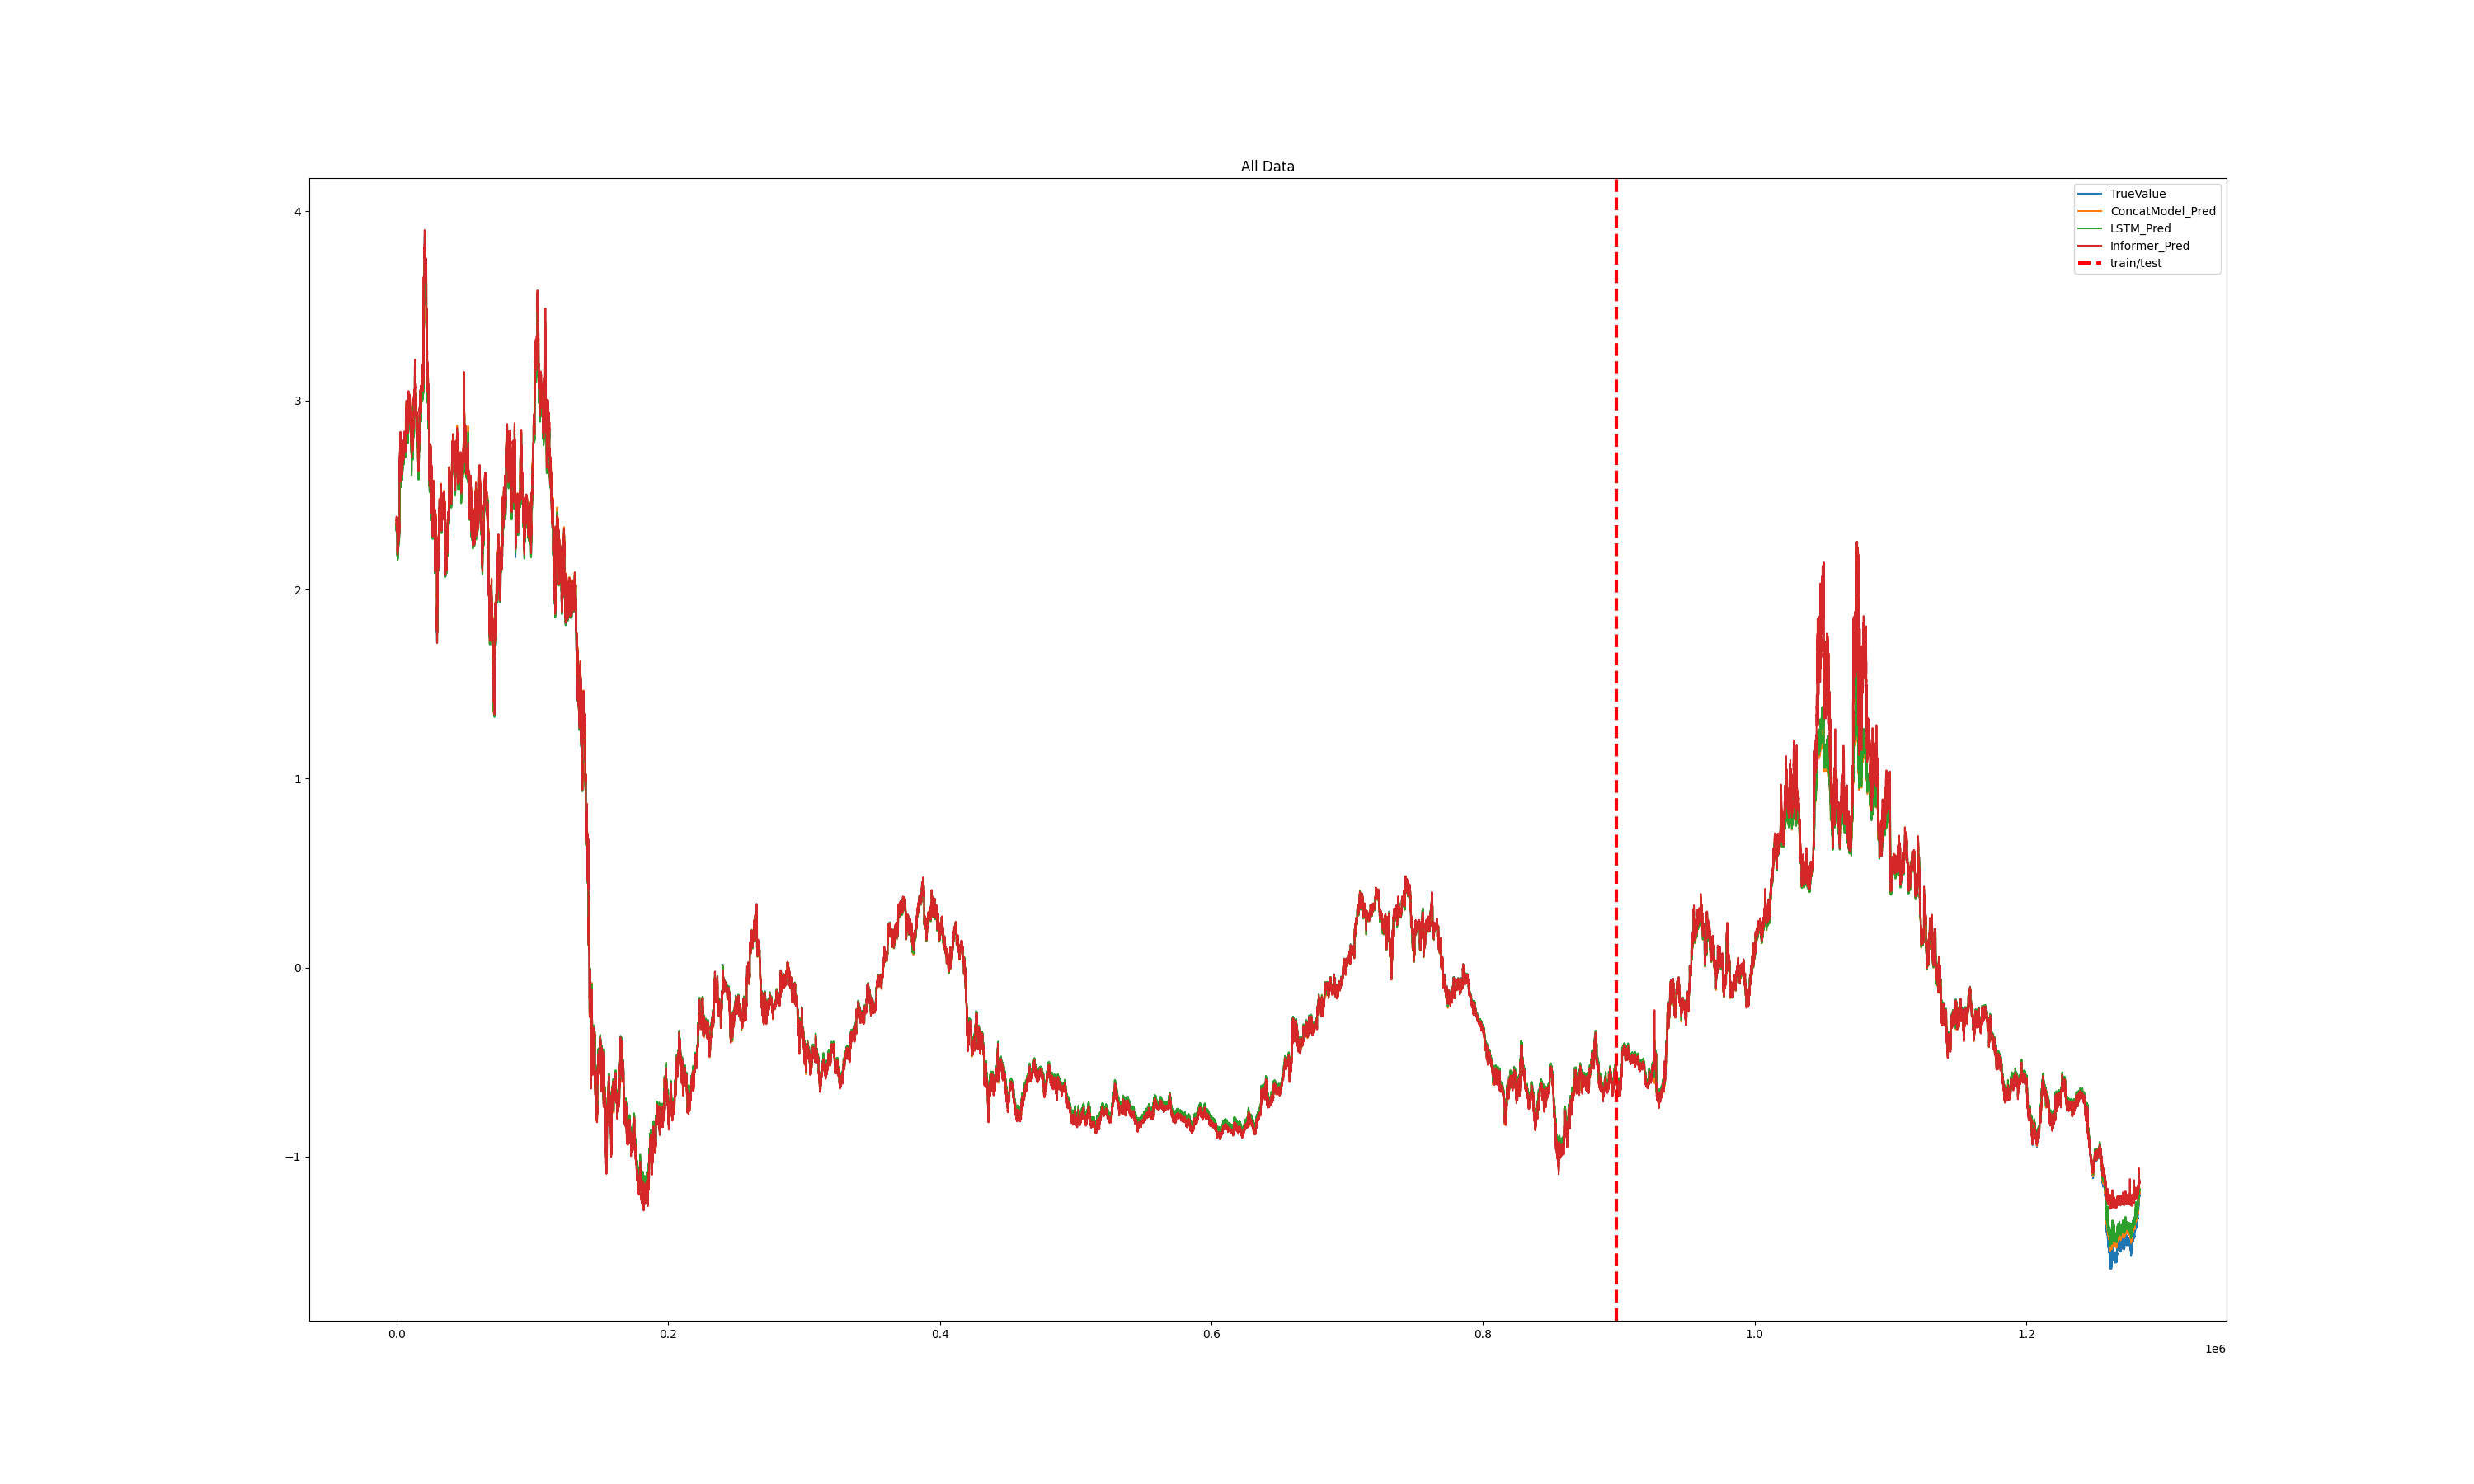 All Data
TrueValue
ConcatModel_Pred
LSTM_Pred
Informer_Pred
train/test
4
3
2
1
0
−1
0.0 0.2 0.4 0.6 0.8 1.0 1.2
1e6